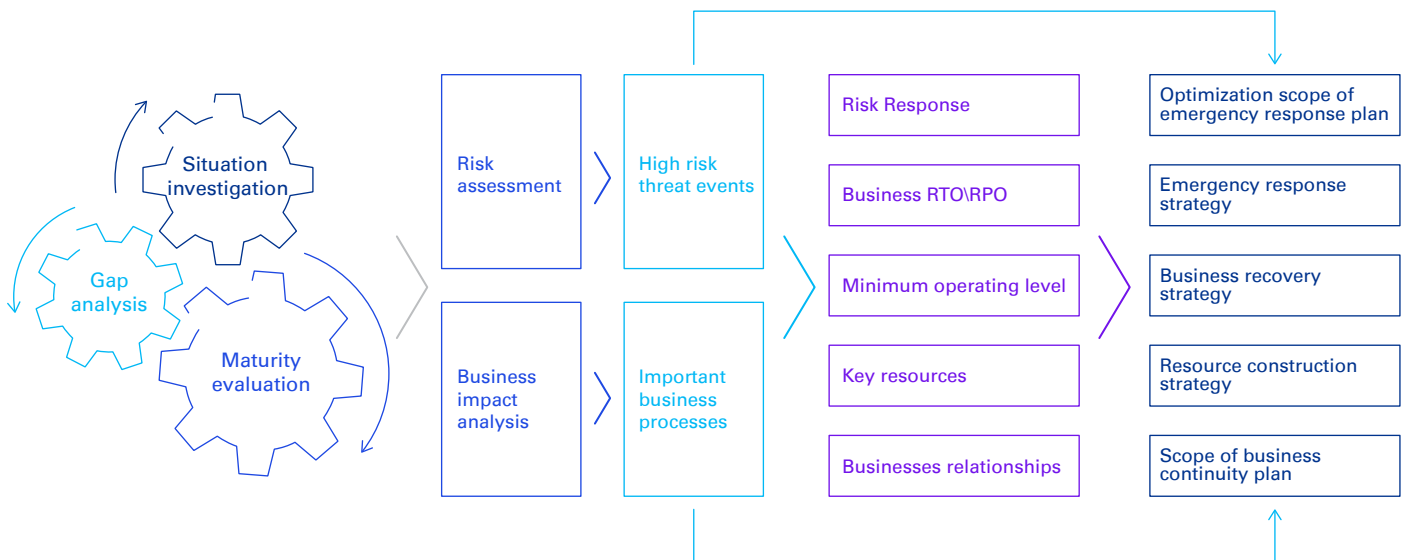 Situation
investigation
Gap
analysis
Maturity
evaluation
Risk
assessment
High risk
threat events
Business
impact
analysis
Important
business
processes
Risk Response
Business RTO\RPO
Minimum operating level
Key resources
Businesses relationships
Optimization scope of
emergency response plan
Emergency response
strategy
Business recovery
strategy
Resource construction
strategy
Scope of business
continuity plan